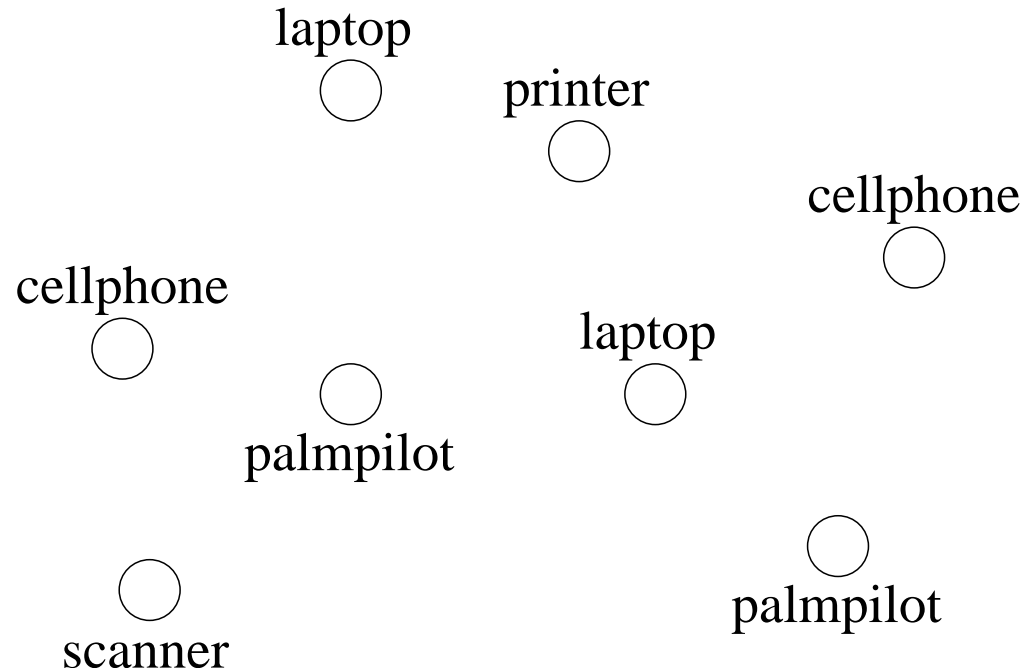 laptop
printer
cellphone
cellphone
laptop
palmpilot
palmpilot
scanner